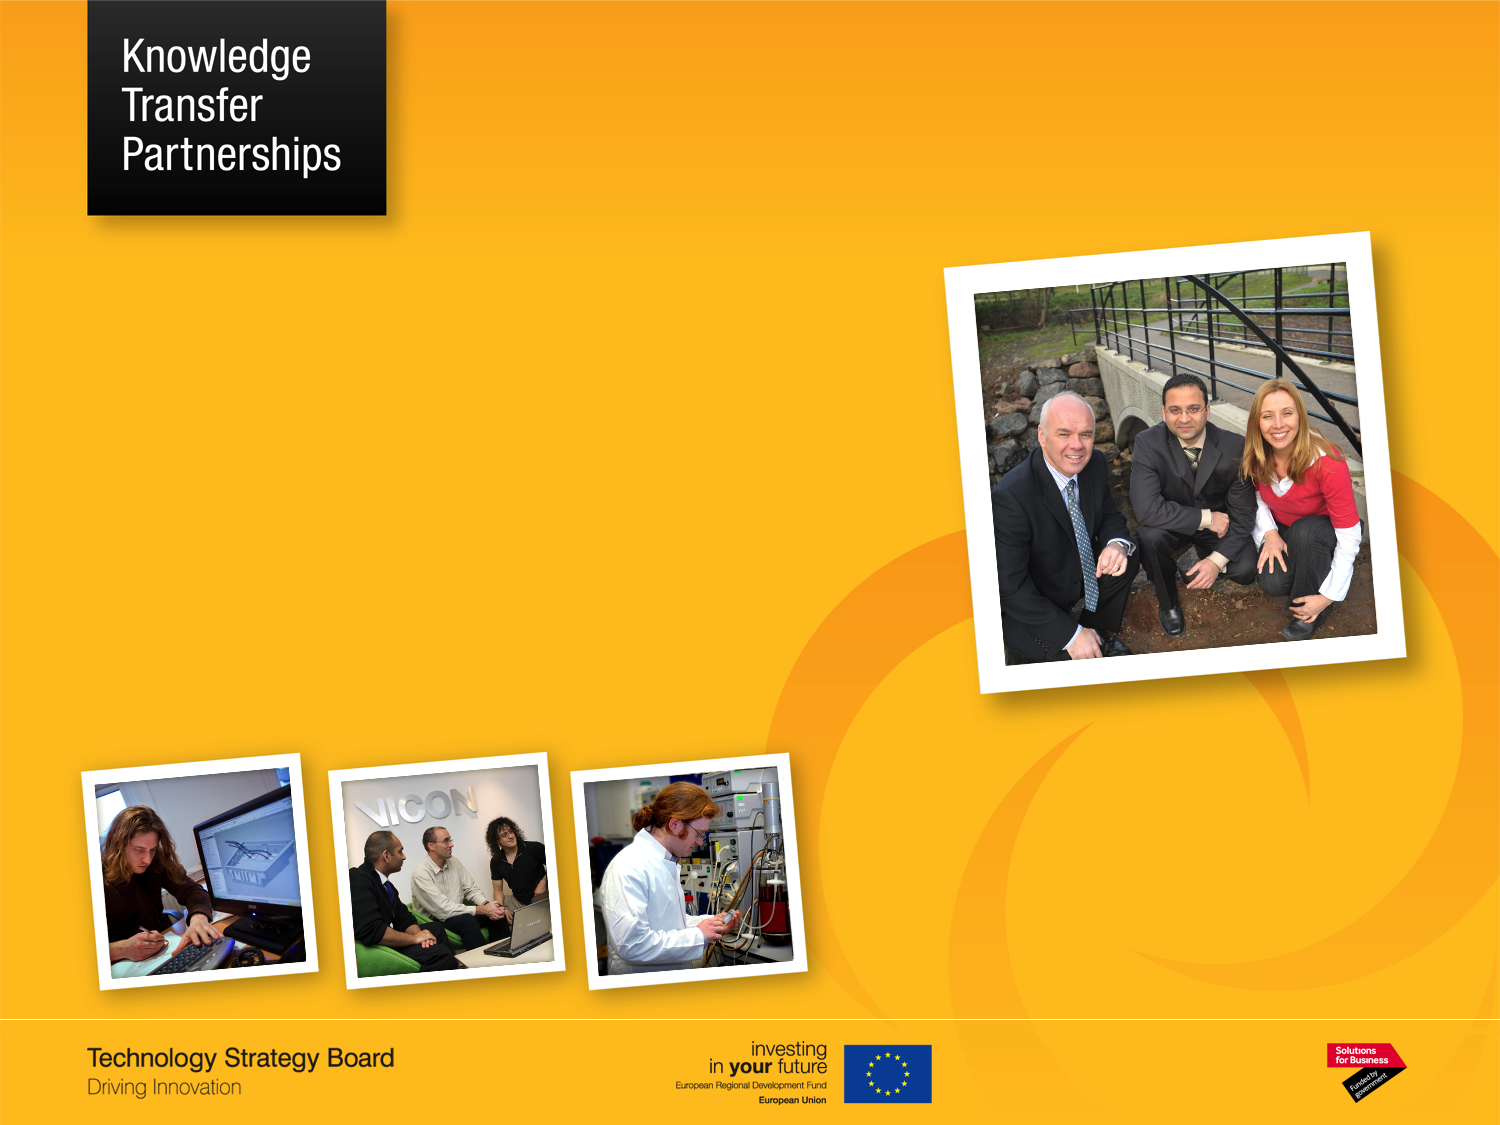 Knowledge
Transfer
Partnerships
VICON
Technology Strategy Board
Driving Innovation
investing
in your future
European Regional Development Fund
European Union
Solutions
for Business
Funded by
government